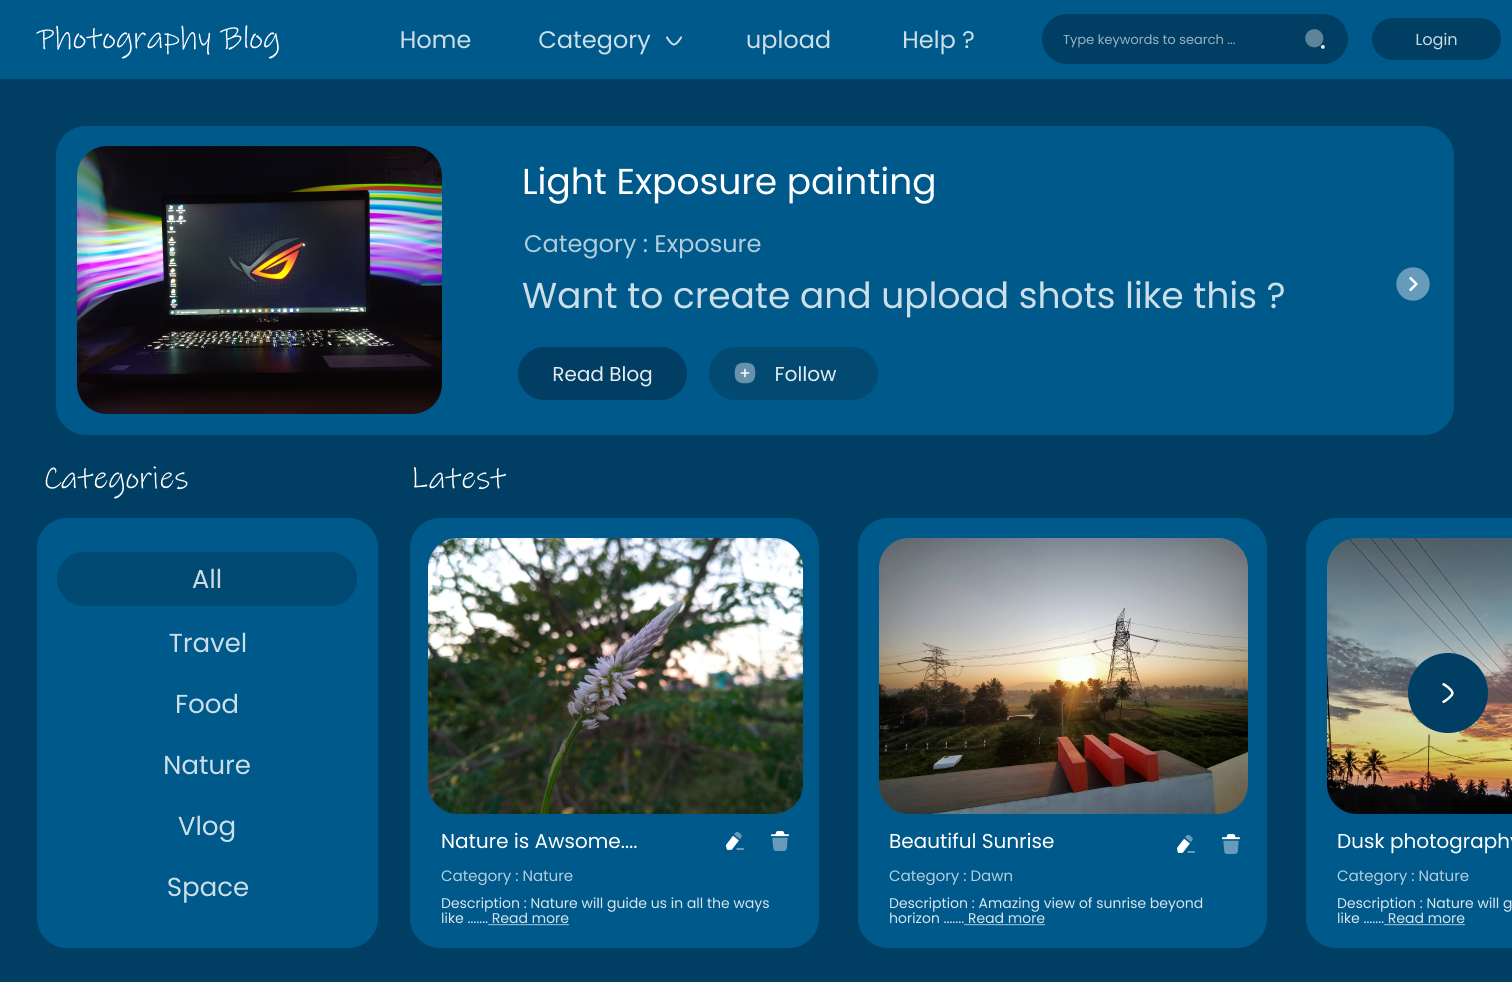 Photography Blog
Home
Category
upload
Help ?
Type keywords to search ...
Login
Light Exposure painting
Category : Exposure
Want to create and upload shots like this ?
Read Blog
Follow
Categories
Latest
All
Travel
Food
Nature
Vlog
Space
Nature is Awsome....
Category : Nature
Description : Nature will guide us in all the ways
like ....... Read more
Beautiful Sunrise
Category : Dawn
Description : Amazing view of sunrise beyond
horizon ....... Read more
Dusk photography
Category : Nature
Description : Nature will g
like ....... Read more